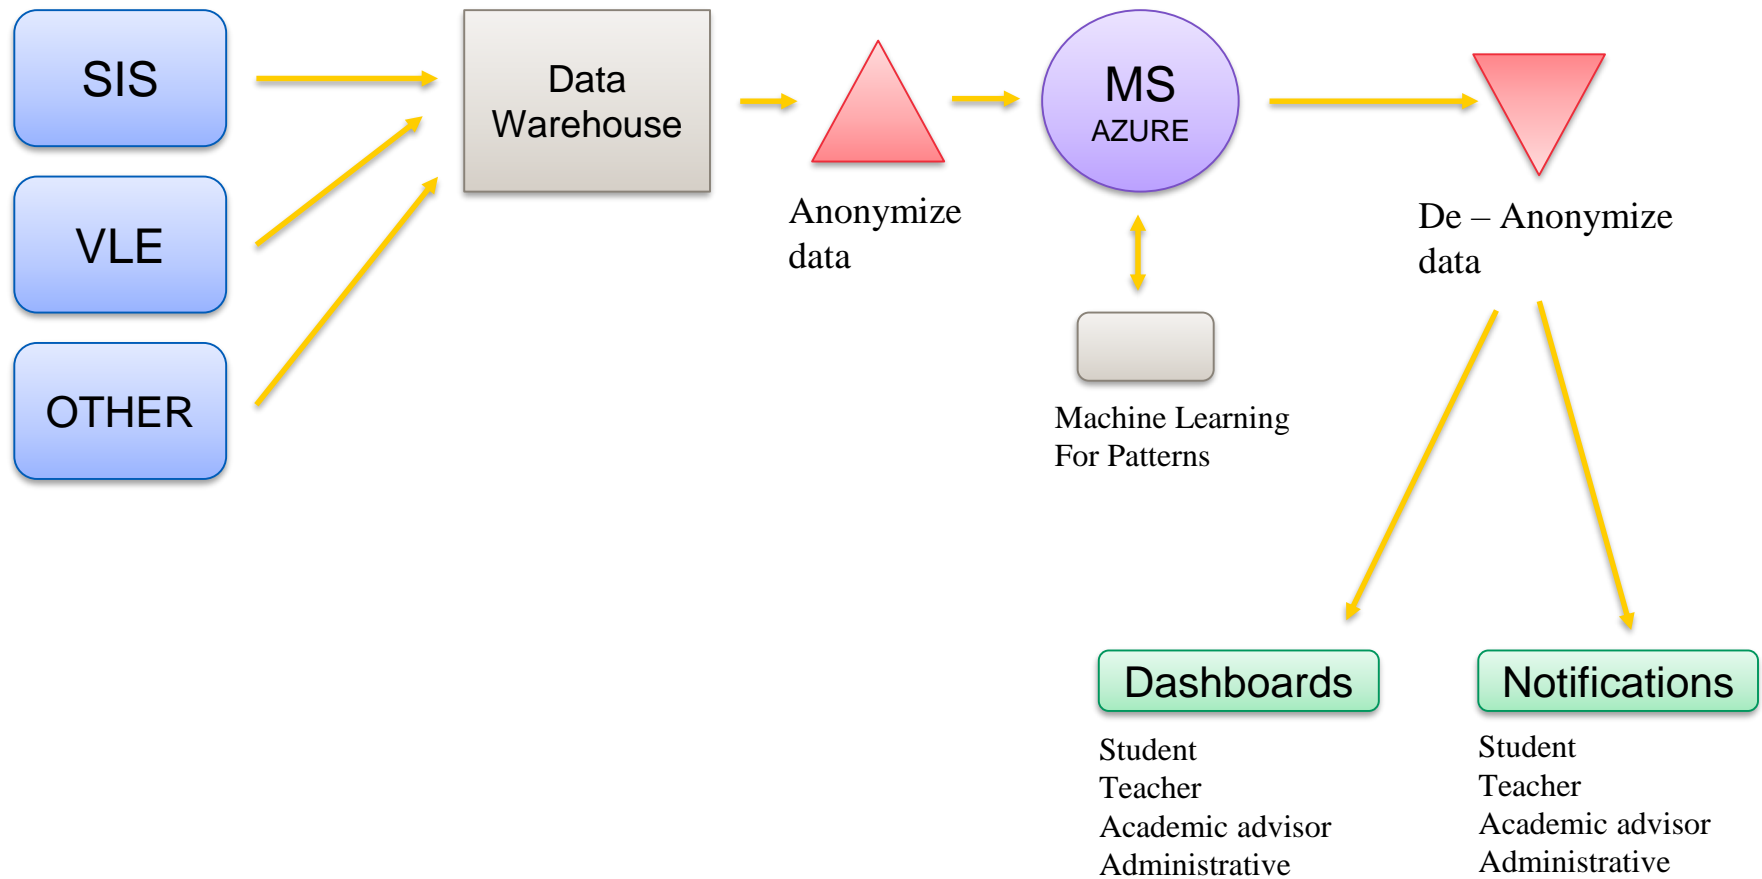 SIS
VLE
OTHER
Data
Warehouse
Anonymize
data
MS
AZURE
Machine Learning
For Patterns
De – Anonymize
data
Dashboards
Student
Teacher
Academic advisor
Administrative
Notifications
Student
Teacher
Academic advisor
Administrative